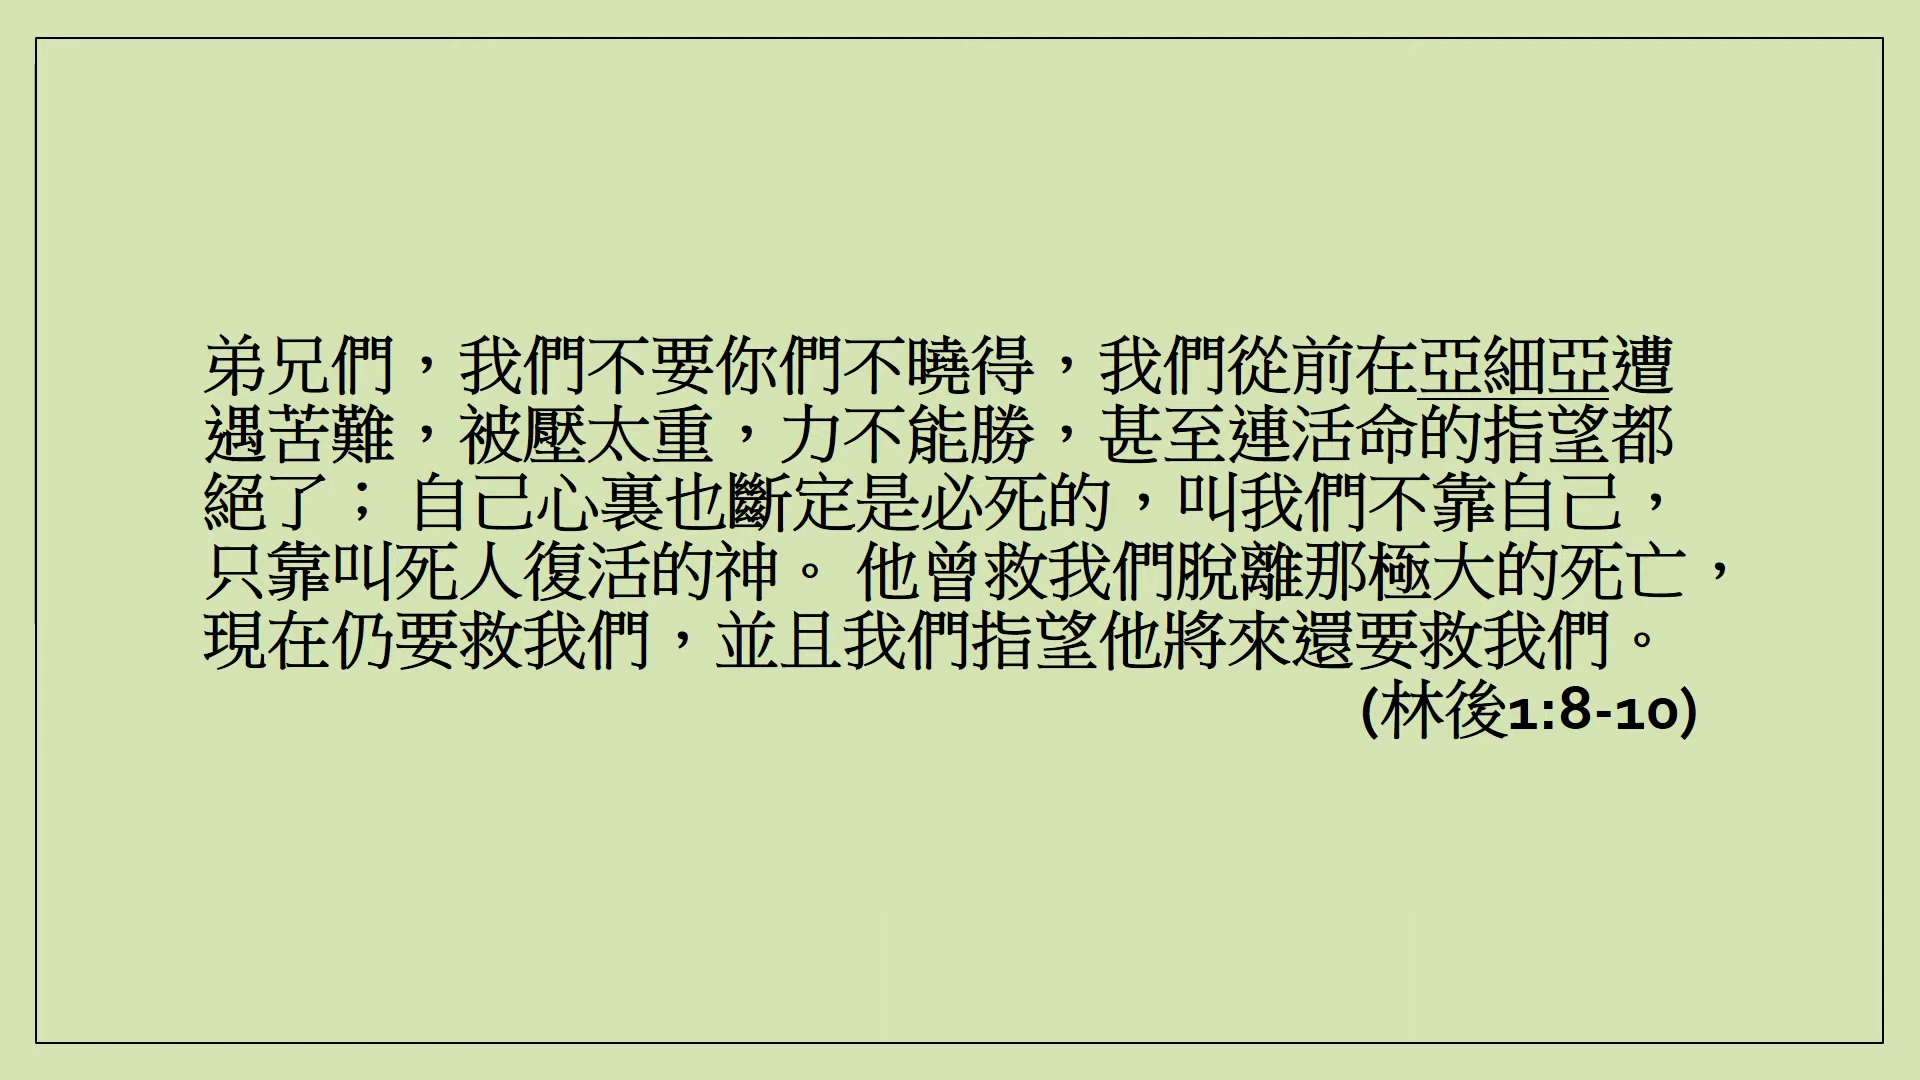 弟兄們，我們不要你們不曉得，我們從前在亞細亞遭
遇苦難，被壓太重，力不能勝，甚至連活命的指望都
絕了； 自己心裏也斷定是必死的，叫我們不靠自己，
只靠叫死人復活的神。 他曾救我們脫離那極大的死亡，
現在仍要救我們，並且我們指望他將來還要救我們。
(林後1:8-10)